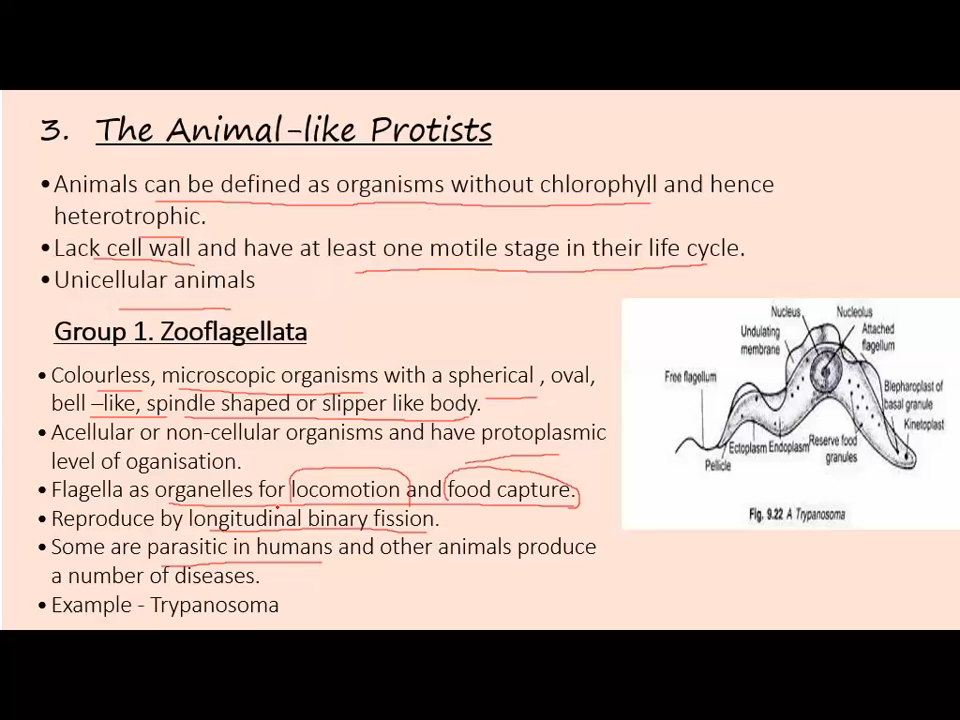 3. The Animal-like Protists
•Animals can be defined as organisms without chlorophyll and hence
heterotrophic.
•Lack cell wall and have at least one motile stage in their life cycle.
•Unicellular animals
Group 1. Zooflagellata
•Colourless, microscopic organisms with a spherical , oval,
bell –like, spindle shaped or slipper like body.
•Acellular or non-cellular organisms and have protoplasmic
level of oganisation.
•Flagella as organelles for locomotion and food capture.
•Reproduce by longitudinal binary fission.
•Some are parasitic in humans and other animals produce
a number of diseases.
•Example - Trypanosoma
Nucleus
Nucleolus
Undulating
membrane
Attached
flagellum
Free flagellum
Blepharoplast of
basal granule
Kinetoplast
Ectoplasm
Endoplasm
Reserve food
granules
Pellicle
Fig. 9.22 A Trypanosoma